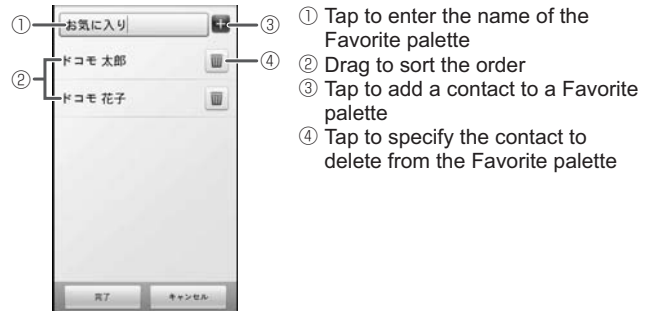 ① お気に入り ③
ドコモ 太郎 ④
②
ドコモ 花子
完了 キャンセル
① Tap to enter the name of the
Favorite palette
② Drag to sort the order
③ Tap to add a contact to a Favorite
palette
④ Tap to specify the contact to
delete from the Favorite palette